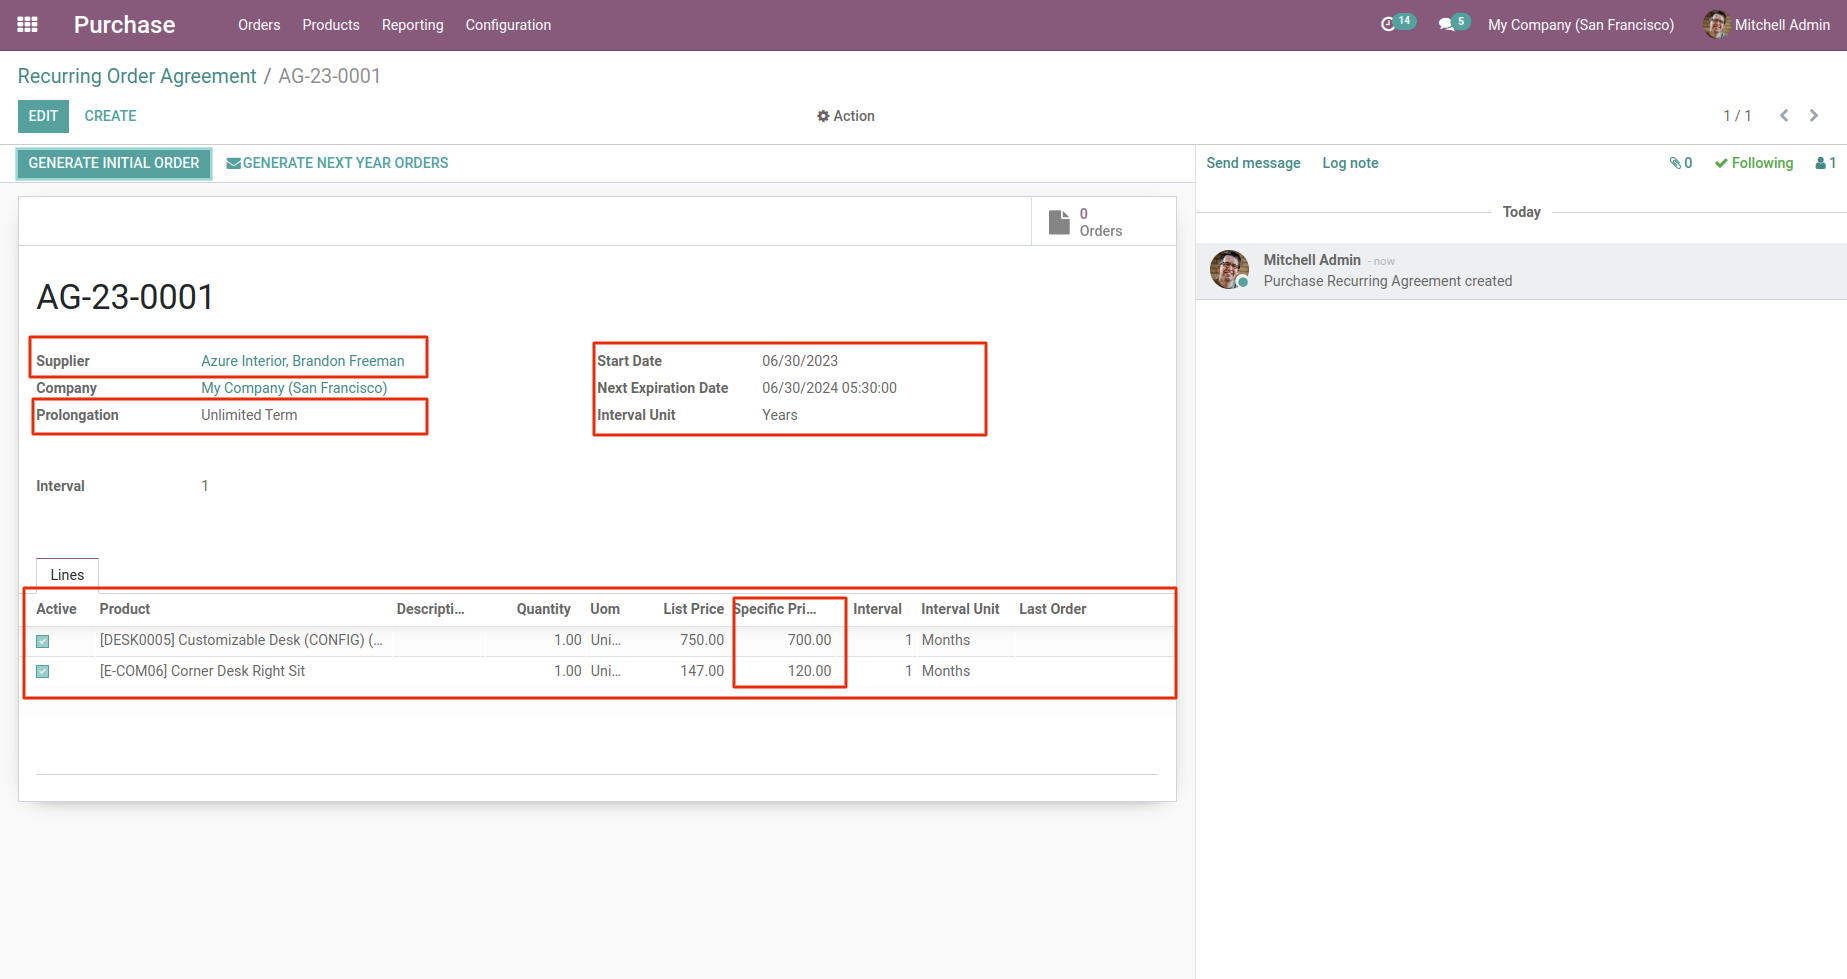 Purchase Orders Products Reporting Configuration 14 5 My Company (San Francisco) Mitchell Admin
Recurring Order Agreement / AG-23-0001
EDIT CREATE Action 1 / 1
GENERATE INITIAL ORDER GENERATE NEXT YEAR ORDERS Send message Log note 0 Following 1
0
Orders
Today
Mitchell Admin - now
Purchase Recurring Agreement created
AG-23-0001
Supplier Azure Interior, Brandon Freeman Start Date 06/30/2023
Company My Company (San Francisco) Next Expiration Date 06/30/2024 05:30:00
Prolongation Unlimited Term Interval Unit Years
Interval 1
Lines
Active Product Descripti... Quantity Uom List Price Specific Pri... Interval Interval Unit Last Order
[DESK0005] Customizable Desk (CONFIG) (... 1.00 Uni... 750.00 700.00 1 Months
[E-COM06] Corner Desk Right Sit 1.00 Uni... 147.00 120.00 1 Months